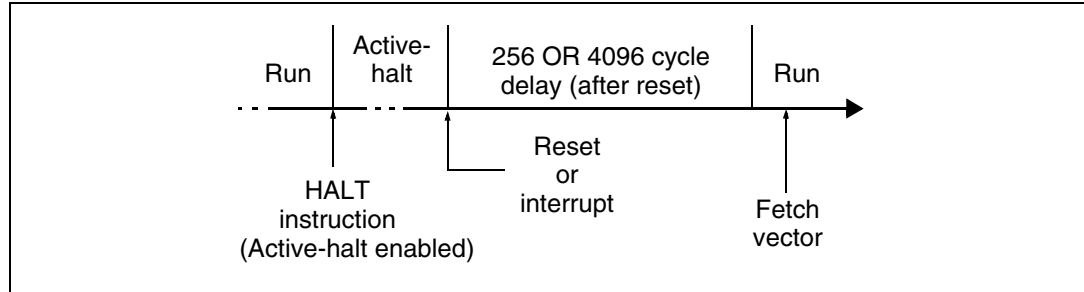 Run
Active-
halt
256 OR 4096 cycle
delay (after reset)
Run
HALT
instruction
(Active-halt enabled)
Reset
or
interrupt
Fetch
vector